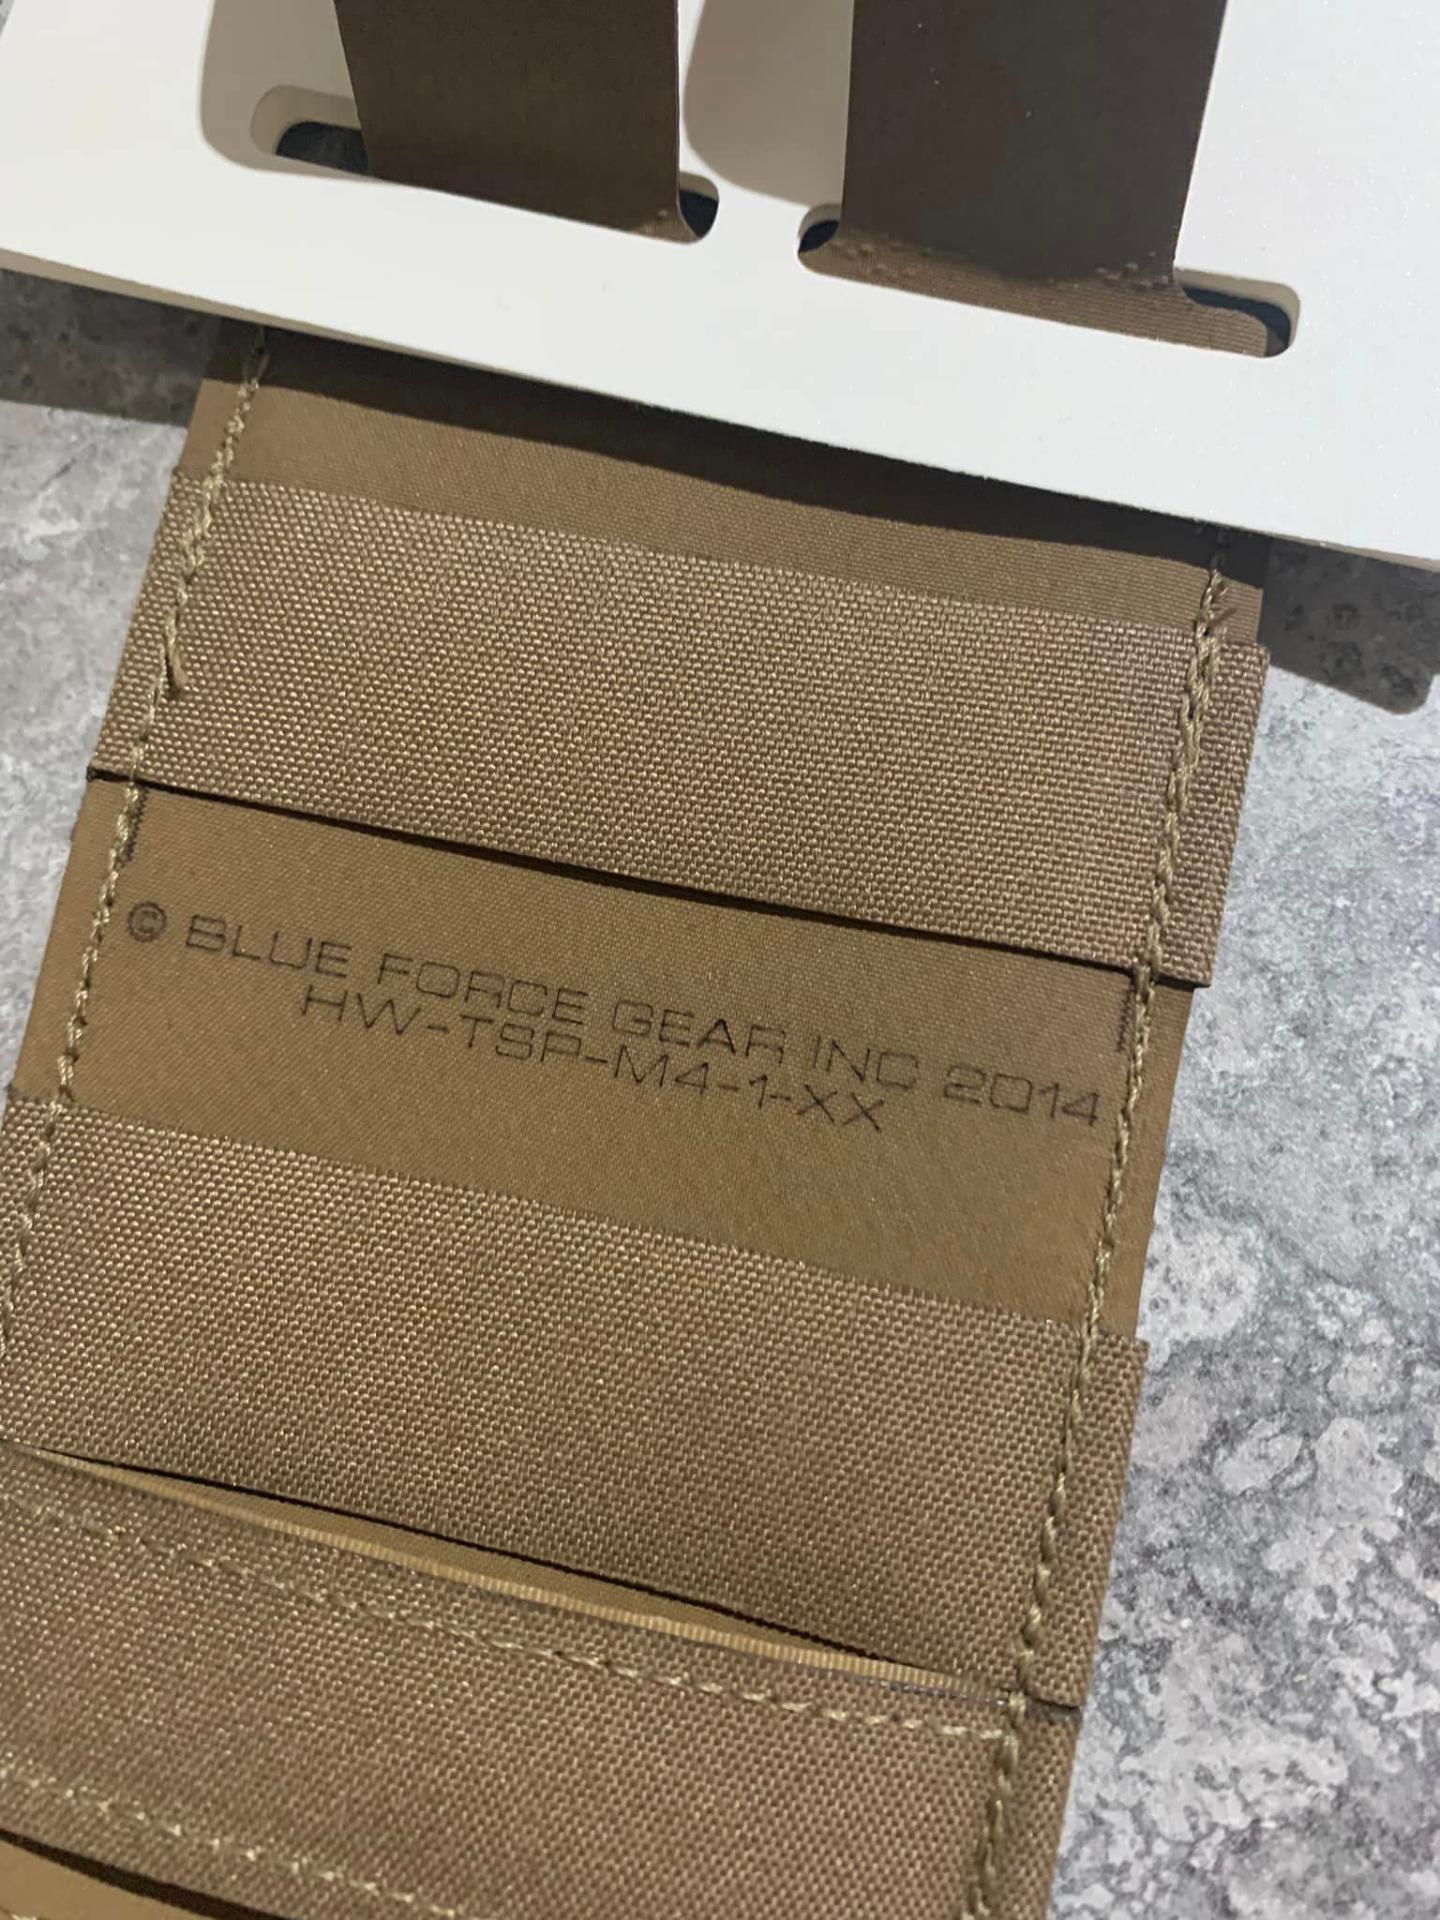 © BLUE FORCE GEAR INC 2014
HW-TSP-M4-1-XX